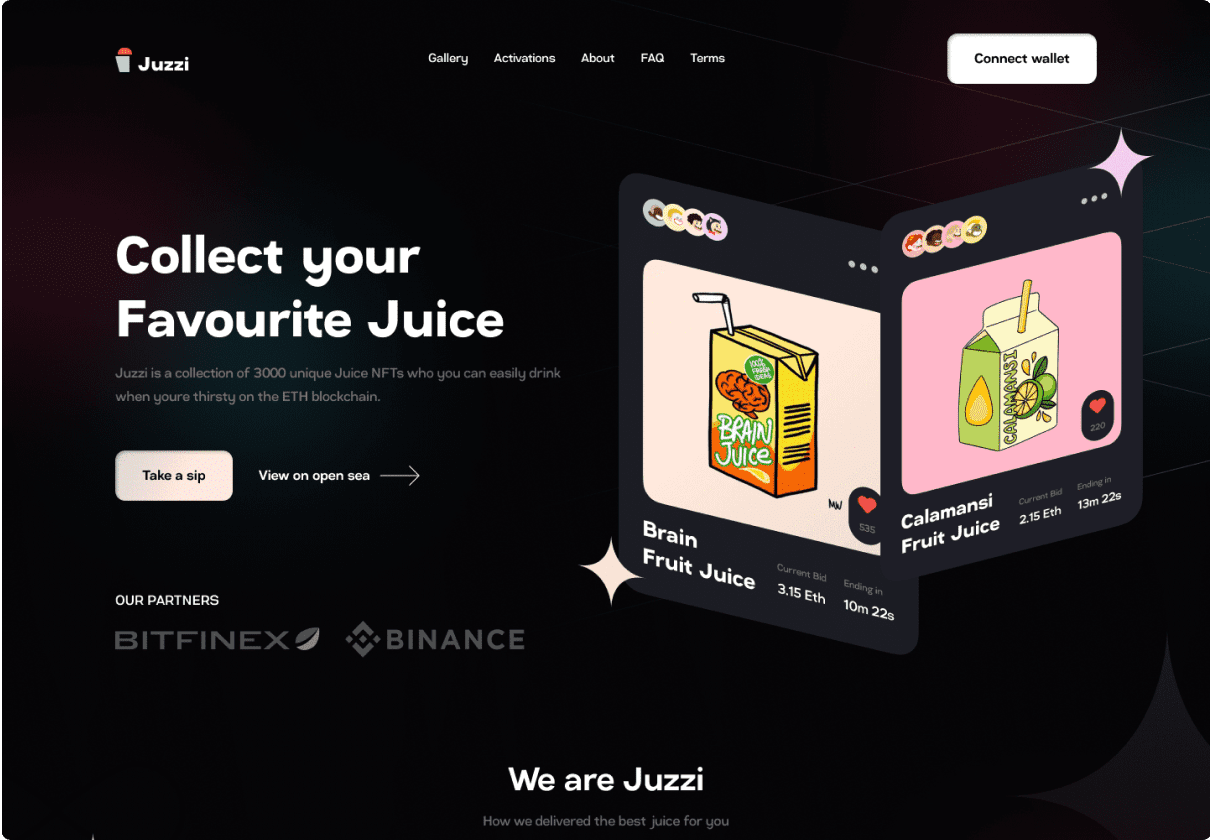 Juzzi
Gallery
Activations
About
FAQ
Terms
Connect wallet
Collect your
Favourite Juice
Juzzi is a collection of 3000 unique Juice NFTs who you can easily drink
when youre thirsty on the ETH blockchain.
Take a sip
View on open sea
OUR PARTNERS
BITFINEX
BINANCE
100%
FRESH
BRAIN
JUICE
MW
535
Brain
Fruit Juice
Current Bid
3.15 Eth
Ending in
10m 22s
CALAMANSI
220
Calamansi
Fruit Juice
Current Bid
2.15 Eth
Ending in
13m 22s
We are Juzzi
How we delivered the best juice for you